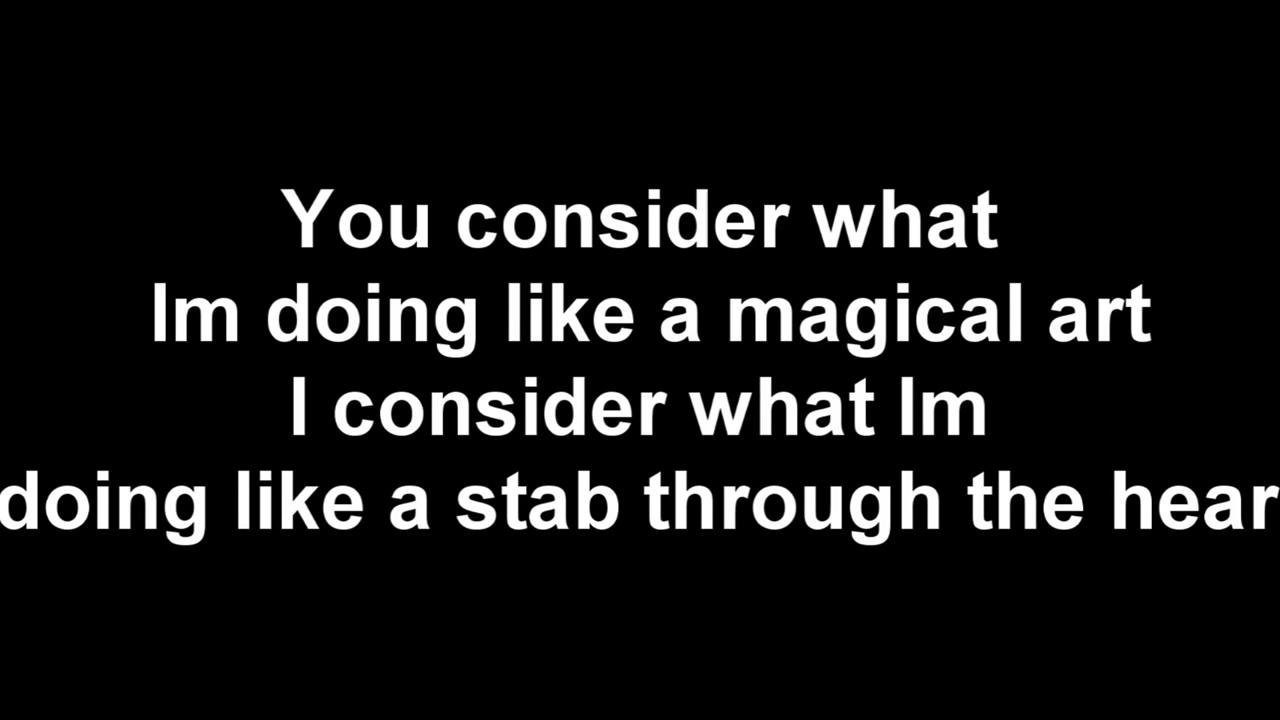 You consider what
Im doing like a magical art
I consider what Im
doing like a stab through the hear